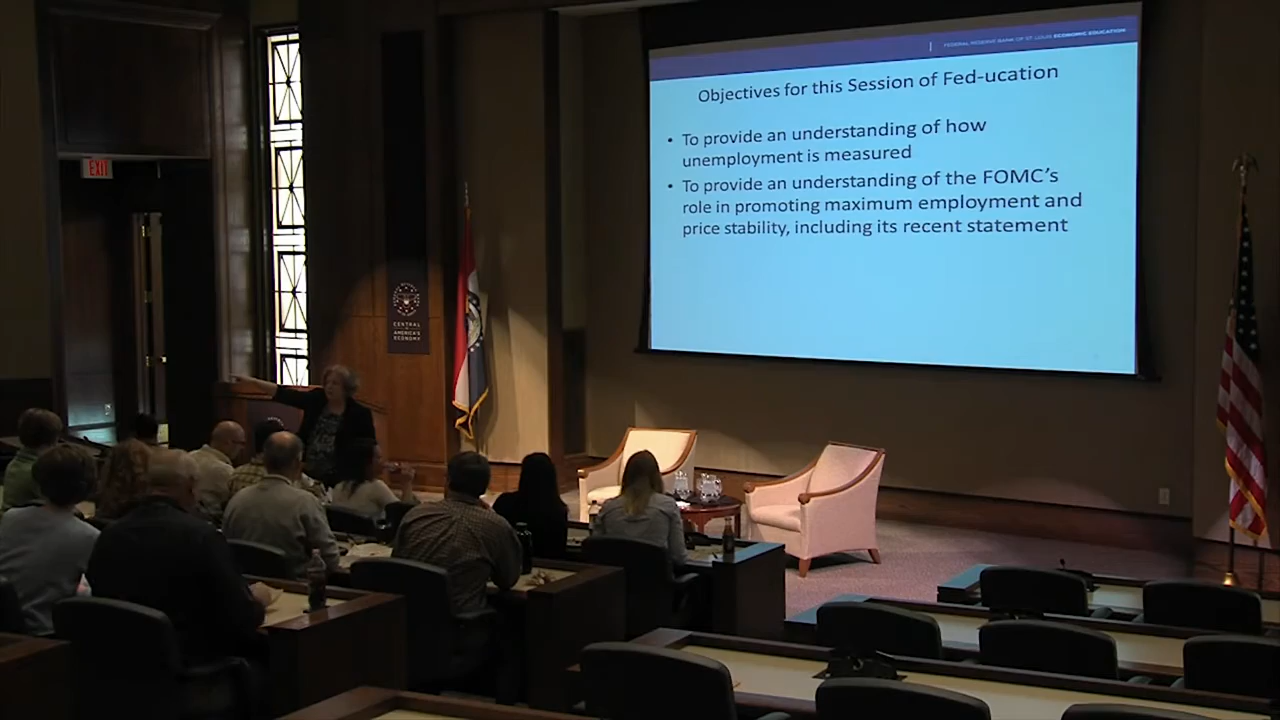 FEDERAL RESERVE BANK OF ST. LOUIS ECONOMIC EDUCATION
Objectives for this Session of Fed-ucation
• To provide an understanding of how
unemployment is measured
• To provide an understanding of the FOMC's
role in promoting maximum employment and
price stability, including its recent statement
EXIT
CENTRAL
AMERICA'S
ECONOMY